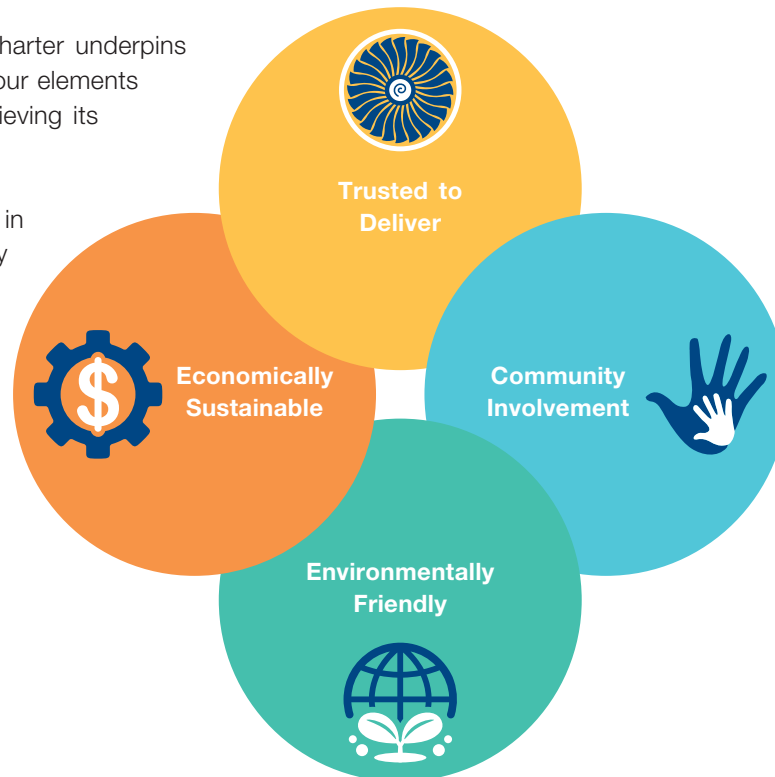 harter underpins
our elements
ieving its
in
Trusted to
Deliver
Economically
Sustainable
Community
Involvement
Environmentally
Friendly
$